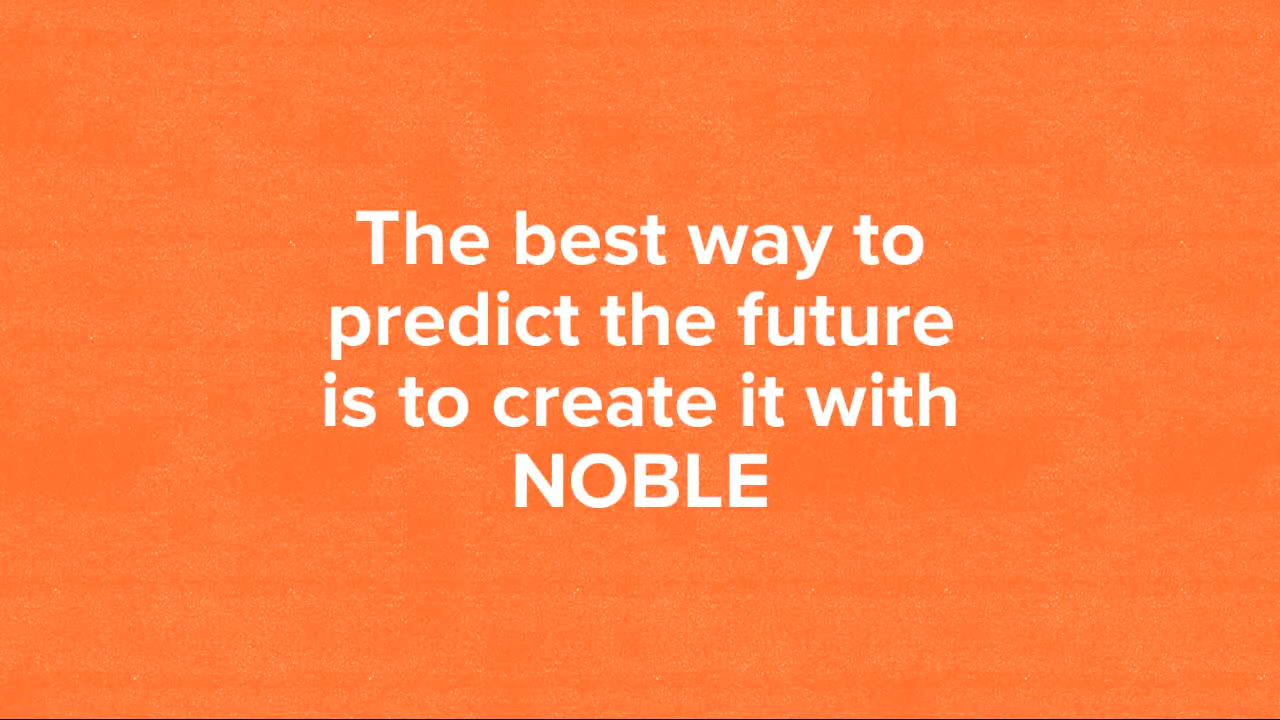 The best way to
predict the future
is to create it with
NOBLE